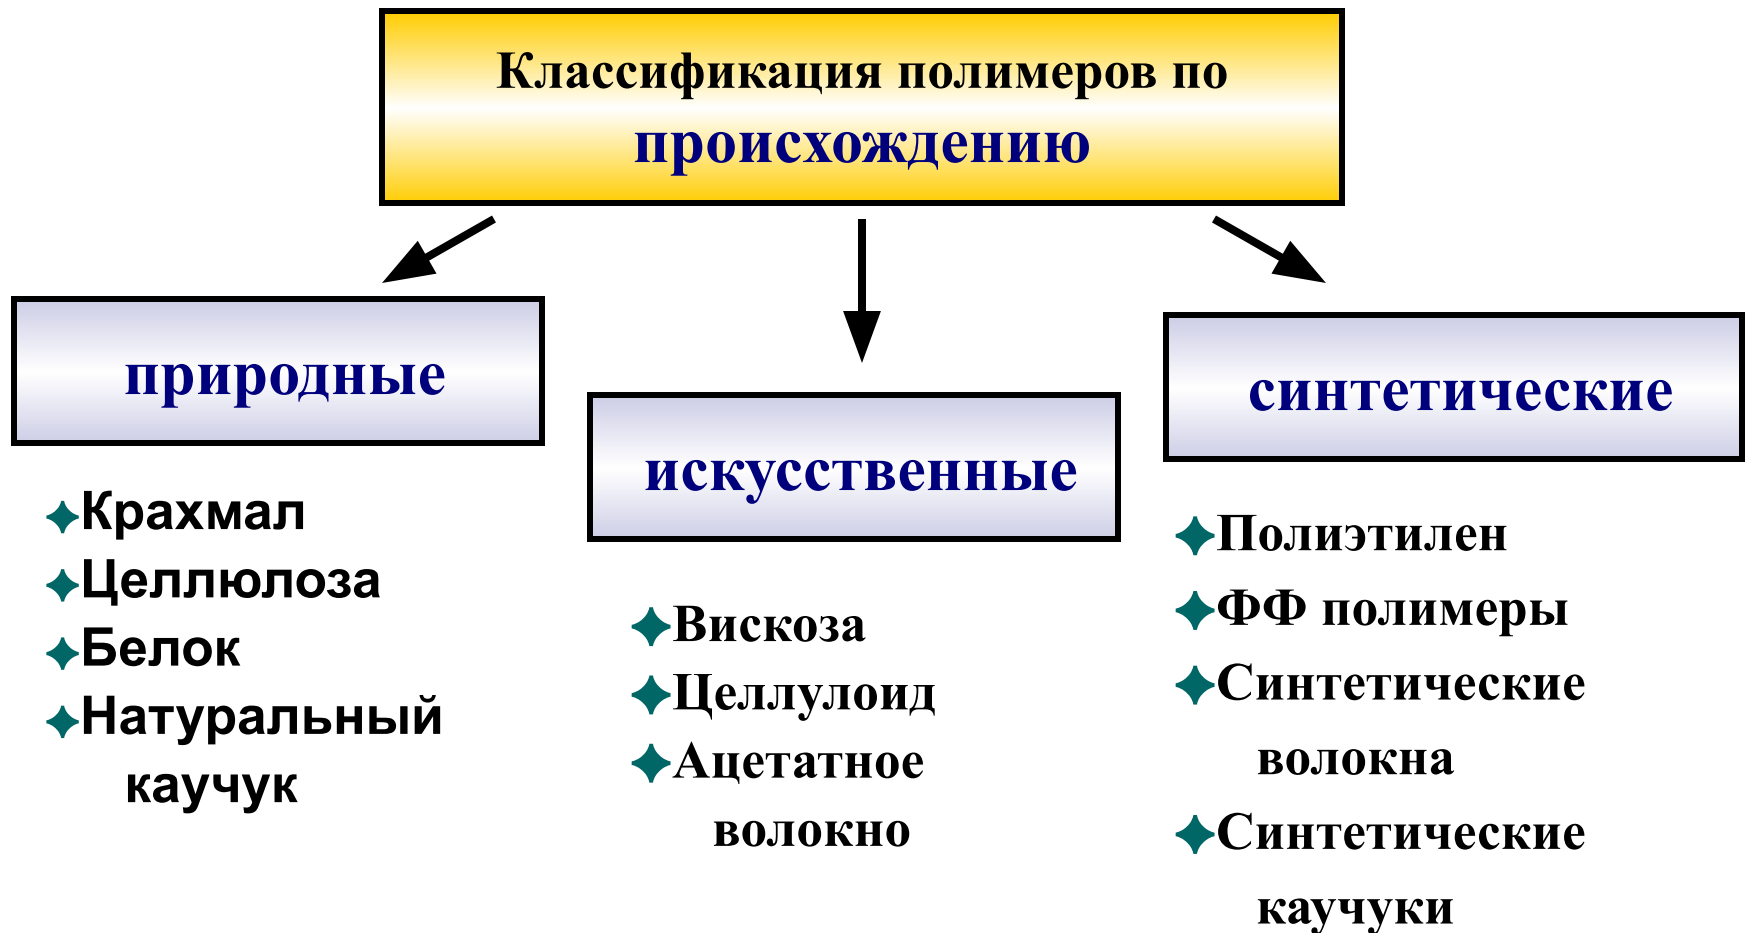 Классификация полимеров по
происхождению
природные
Крахмал
Целлюлоза
Белок
Натуральный
каучук
искусственные
Вискоза
Целлулоид
Ацетатное
волокно
синтетические
Полиэтилен
ФФ полимеры
Синтетические
волокна
Синтетические
каучуки